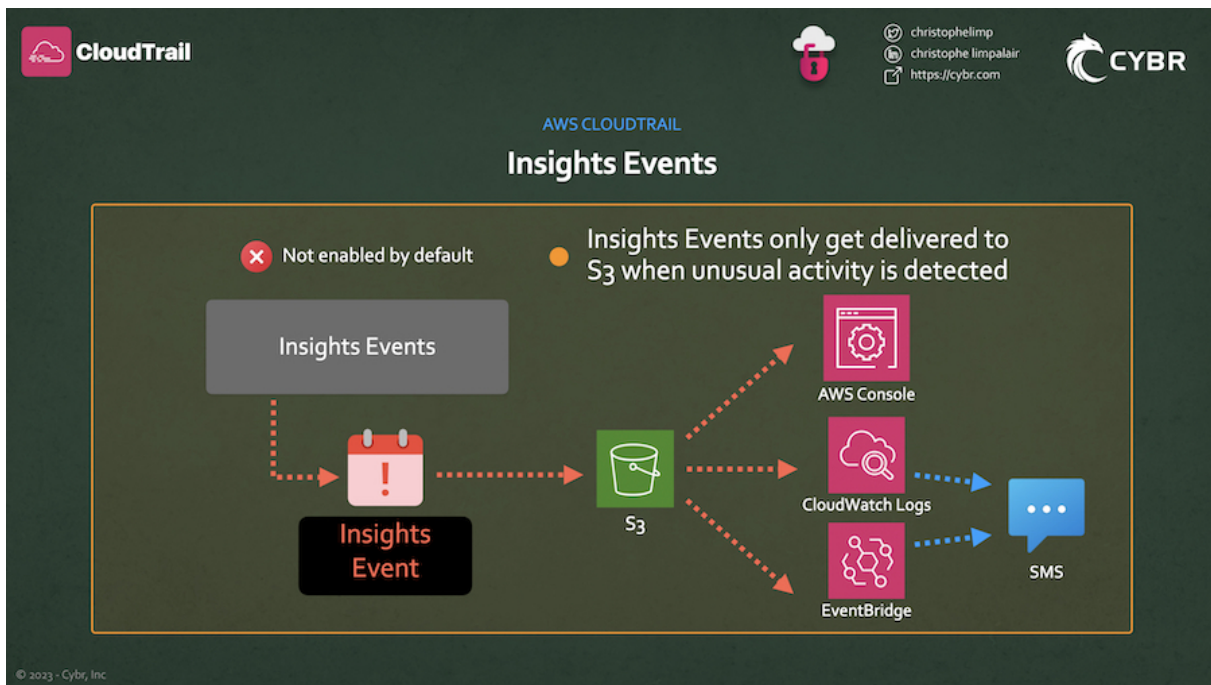 CloudTrail
christophelimp
christophe limpalair
https://cybr.com
CYBR
AWS CLOUDTRAIL
Insights Events
Not enabled by default
Insights Events only get delivered to
S3 when unusual activity is detected
Insights Events
AWS Console
!
CloudWatch Logs
S3
Insights
Event
SMS
EventBridge
© 2023 - Cybr, Inc